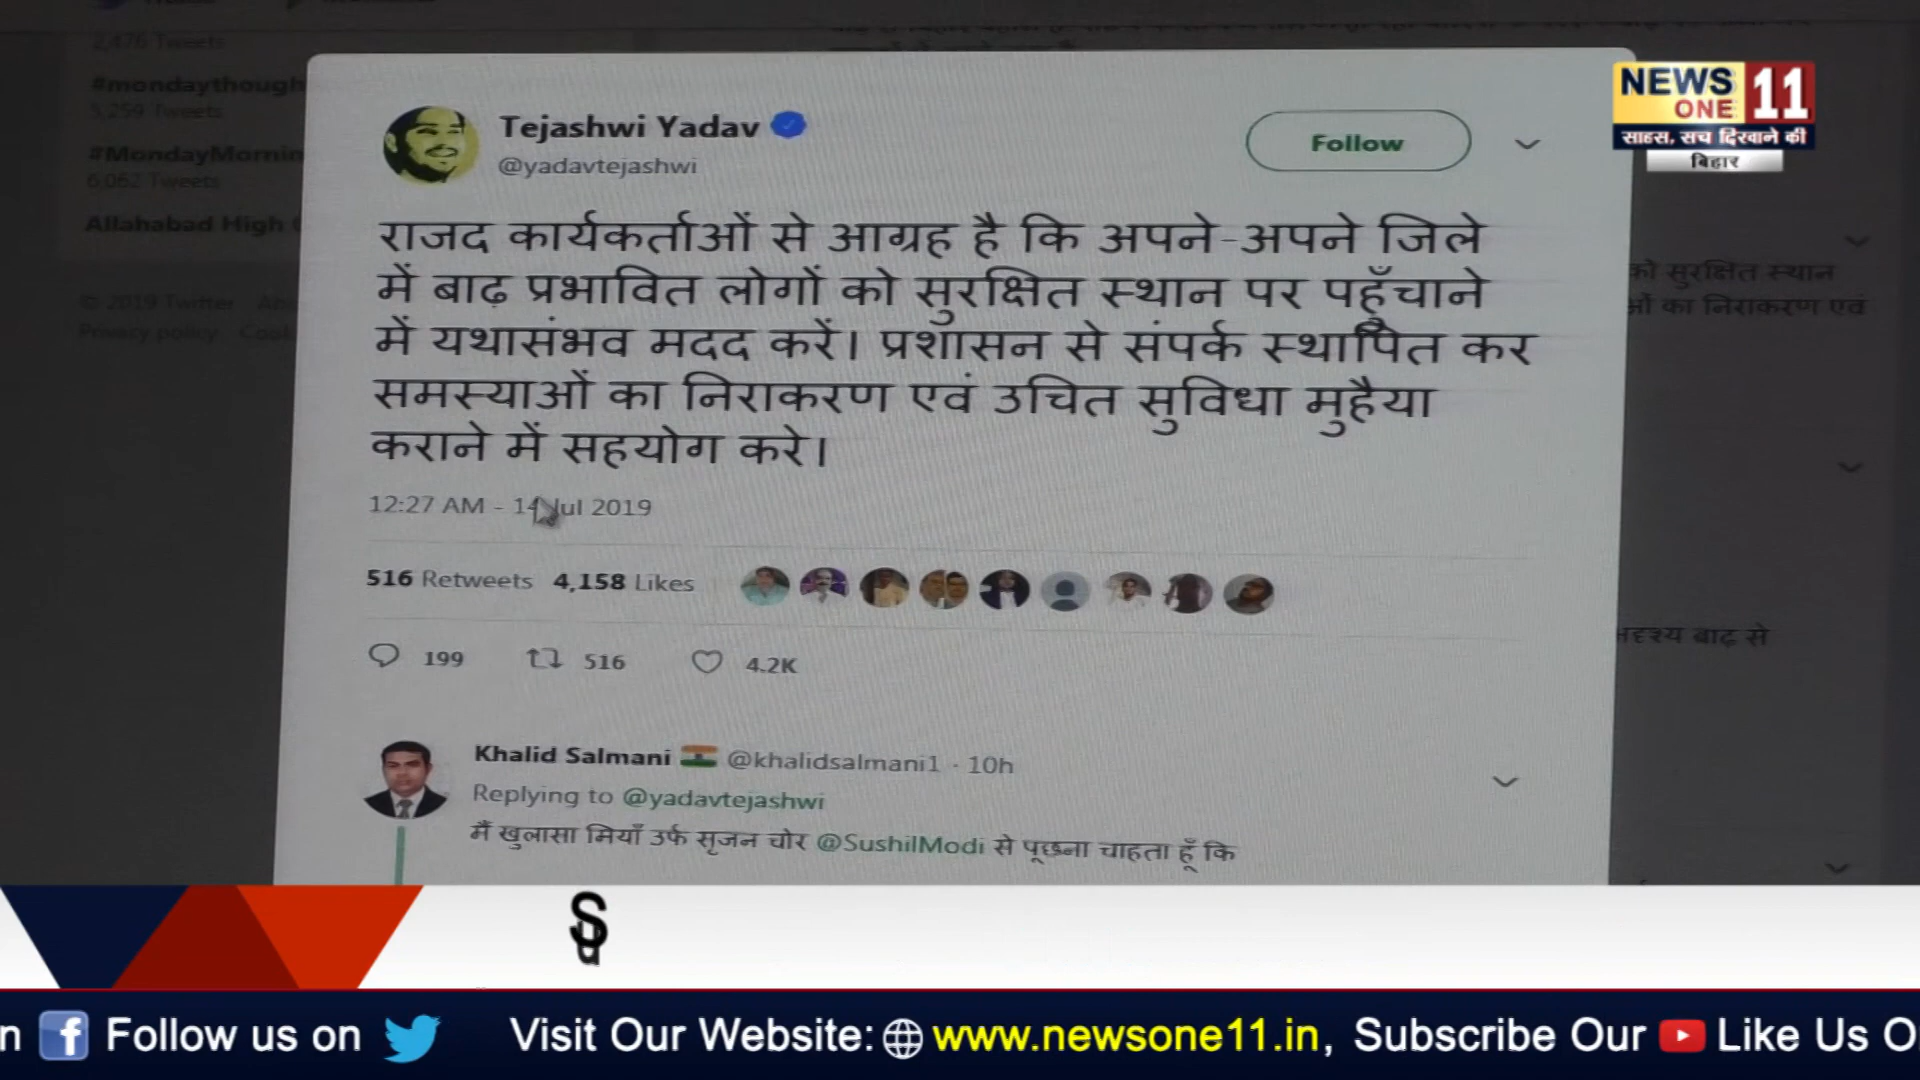 2,476 Tweets
#mondaythough
5,259 Tweets
#MondayMornin
6,062 Tweets
Allahabad High
© 2019 Twitter
Privacy policy
Tejashwi Yadav
@yadavtejashwi
Follow
NEWS
ONE 11
साहस, सच दिखाने की
बिहार
राजद कार्यकर्ताओं से आग्रह है कि अपने-अपने जिले
में बाढ़ प्रभावित लोगों को सुरक्षित स्थान पर पहुँचाने
में यथासंभव मदद करें। प्रशासन से संपर्क स्थापित कर
समस्याओं का निराकरण एवं उचित सुविधा मुहैया
कराने में सहयोग करे।
को सुरक्षित स्थान
ओं का निराकरण एवं
12:27 AM - 14 Jul 2019
516 Retweets 4,158 Likes
199 516 4.2K
बाढ़ से
Khalid Salmani @khalidsalmani1 · 10h
Replying to @yadavtejashwi
मैं खुलासा मियाँ उर्फ सृजन चोर @SushilModi से पूछना चाहता हूँ कि
Follow us on Visit Our Website: www.newsone11.in, Subscribe Our Like Us O